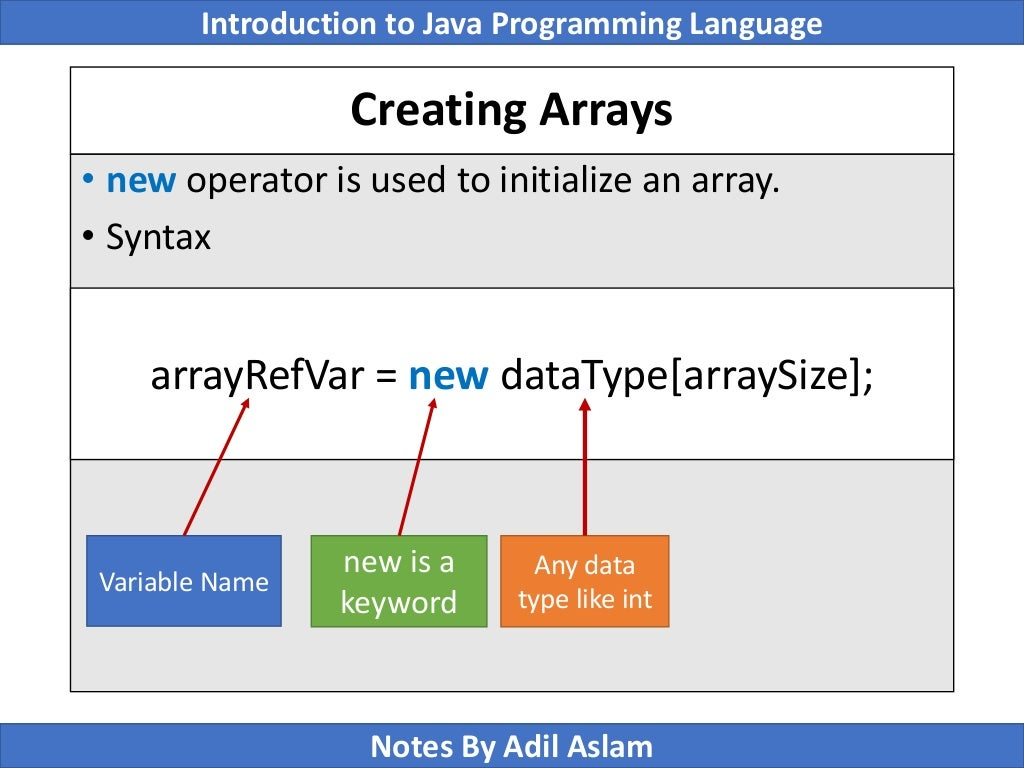 Introduction to Java Programming Language
Creating Arrays
• new operator is used to initialize an array.
• Syntax
arrayRefVar = new dataType[arraySize];
Variable Name
new is a
keyword
Any data
type like int
Notes By Adil Aslam